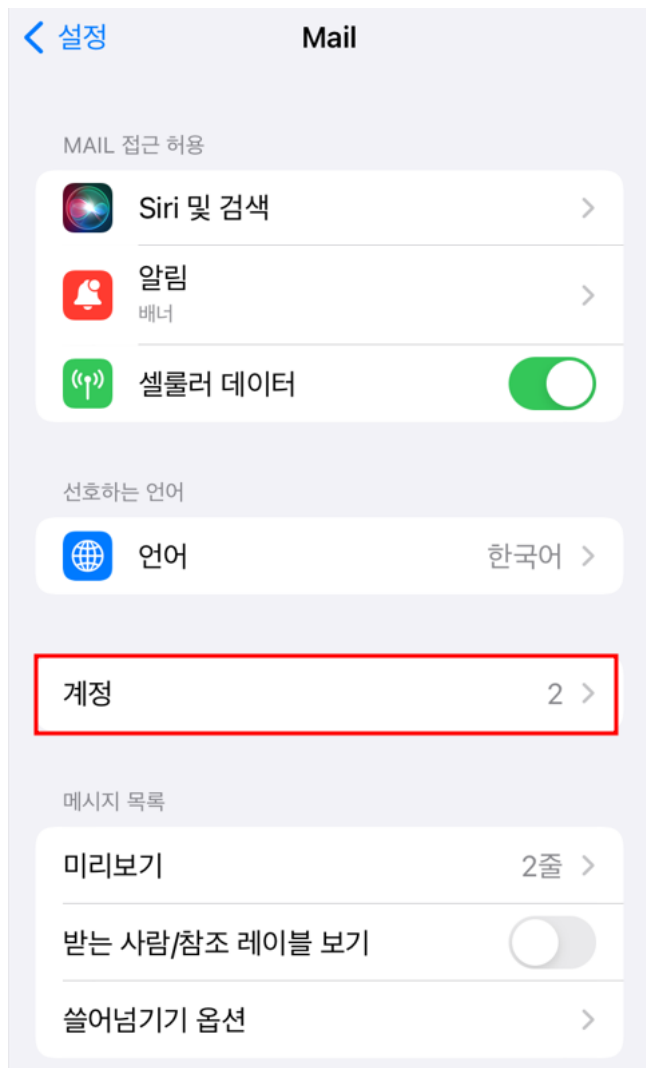 설정
Mail
MAIL 접근 허용
Siri 및 검색
알림
배너
셀룰러 데이터
선호하는 언어
언어
한국어
계정
2
메시지 목록
미리보기
2줄
받는 사람/참조 레이블 보기
쓸어넘기기 옵션